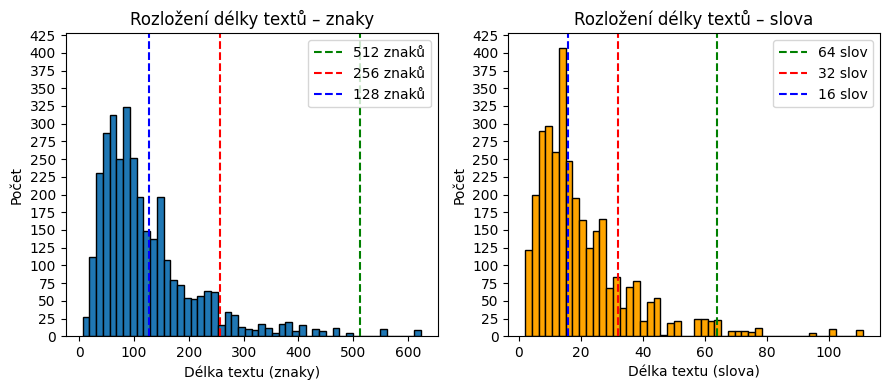 Rozložení délky textů – znaky
425
400
375
350
325
300
275
250
225
200
175
150
125
100
75
50
25
0
Počet
512 znaků
256 znaků
128 znaků
0 100 200 300 400 500 600
Délka textu (znaky)
Rozložení délky textů – slova
425
400
375
350
325
300
275
250
225
200
175
150
125
100
75
50
25
0
Počet
64 slov
32 slov
16 slov
0 20 40 60 80 100
Délka textu (slova)